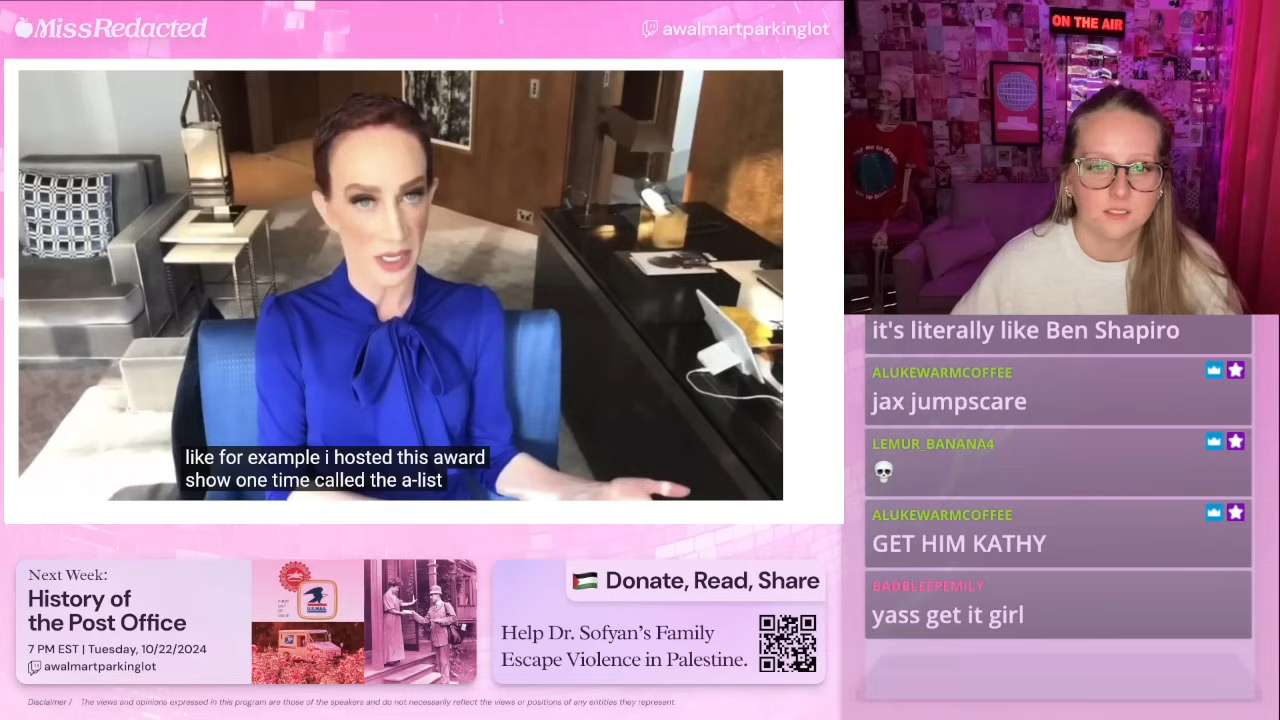 MissRedacted
awalmartparkinglot
ON THE AIR
like for example i hosted this award
show one time called the a-list
it's literally like Ben Shapiro
ALUKEWARMCOFFEE
jax jumpscare
LEMUR_BANANA4
💀
ALUKEWARMCOFFEE
GET HIM KATHY
BADBLEPPEMILY
yass get it girl
Next Week:
History of
the Post Office
7 PM EST | Tuesday, 10/22/2024
awalmartparkinglot
U.S.MAIL
🇵🇸 Donate, Read, Share
Help Dr. Sofyan's Family
Escape Violence in Palestine.
Disclaimer / The views and opinions expressed in this program are those of the speakers and do not necessarily reflect the views or positions of any entities they represent.